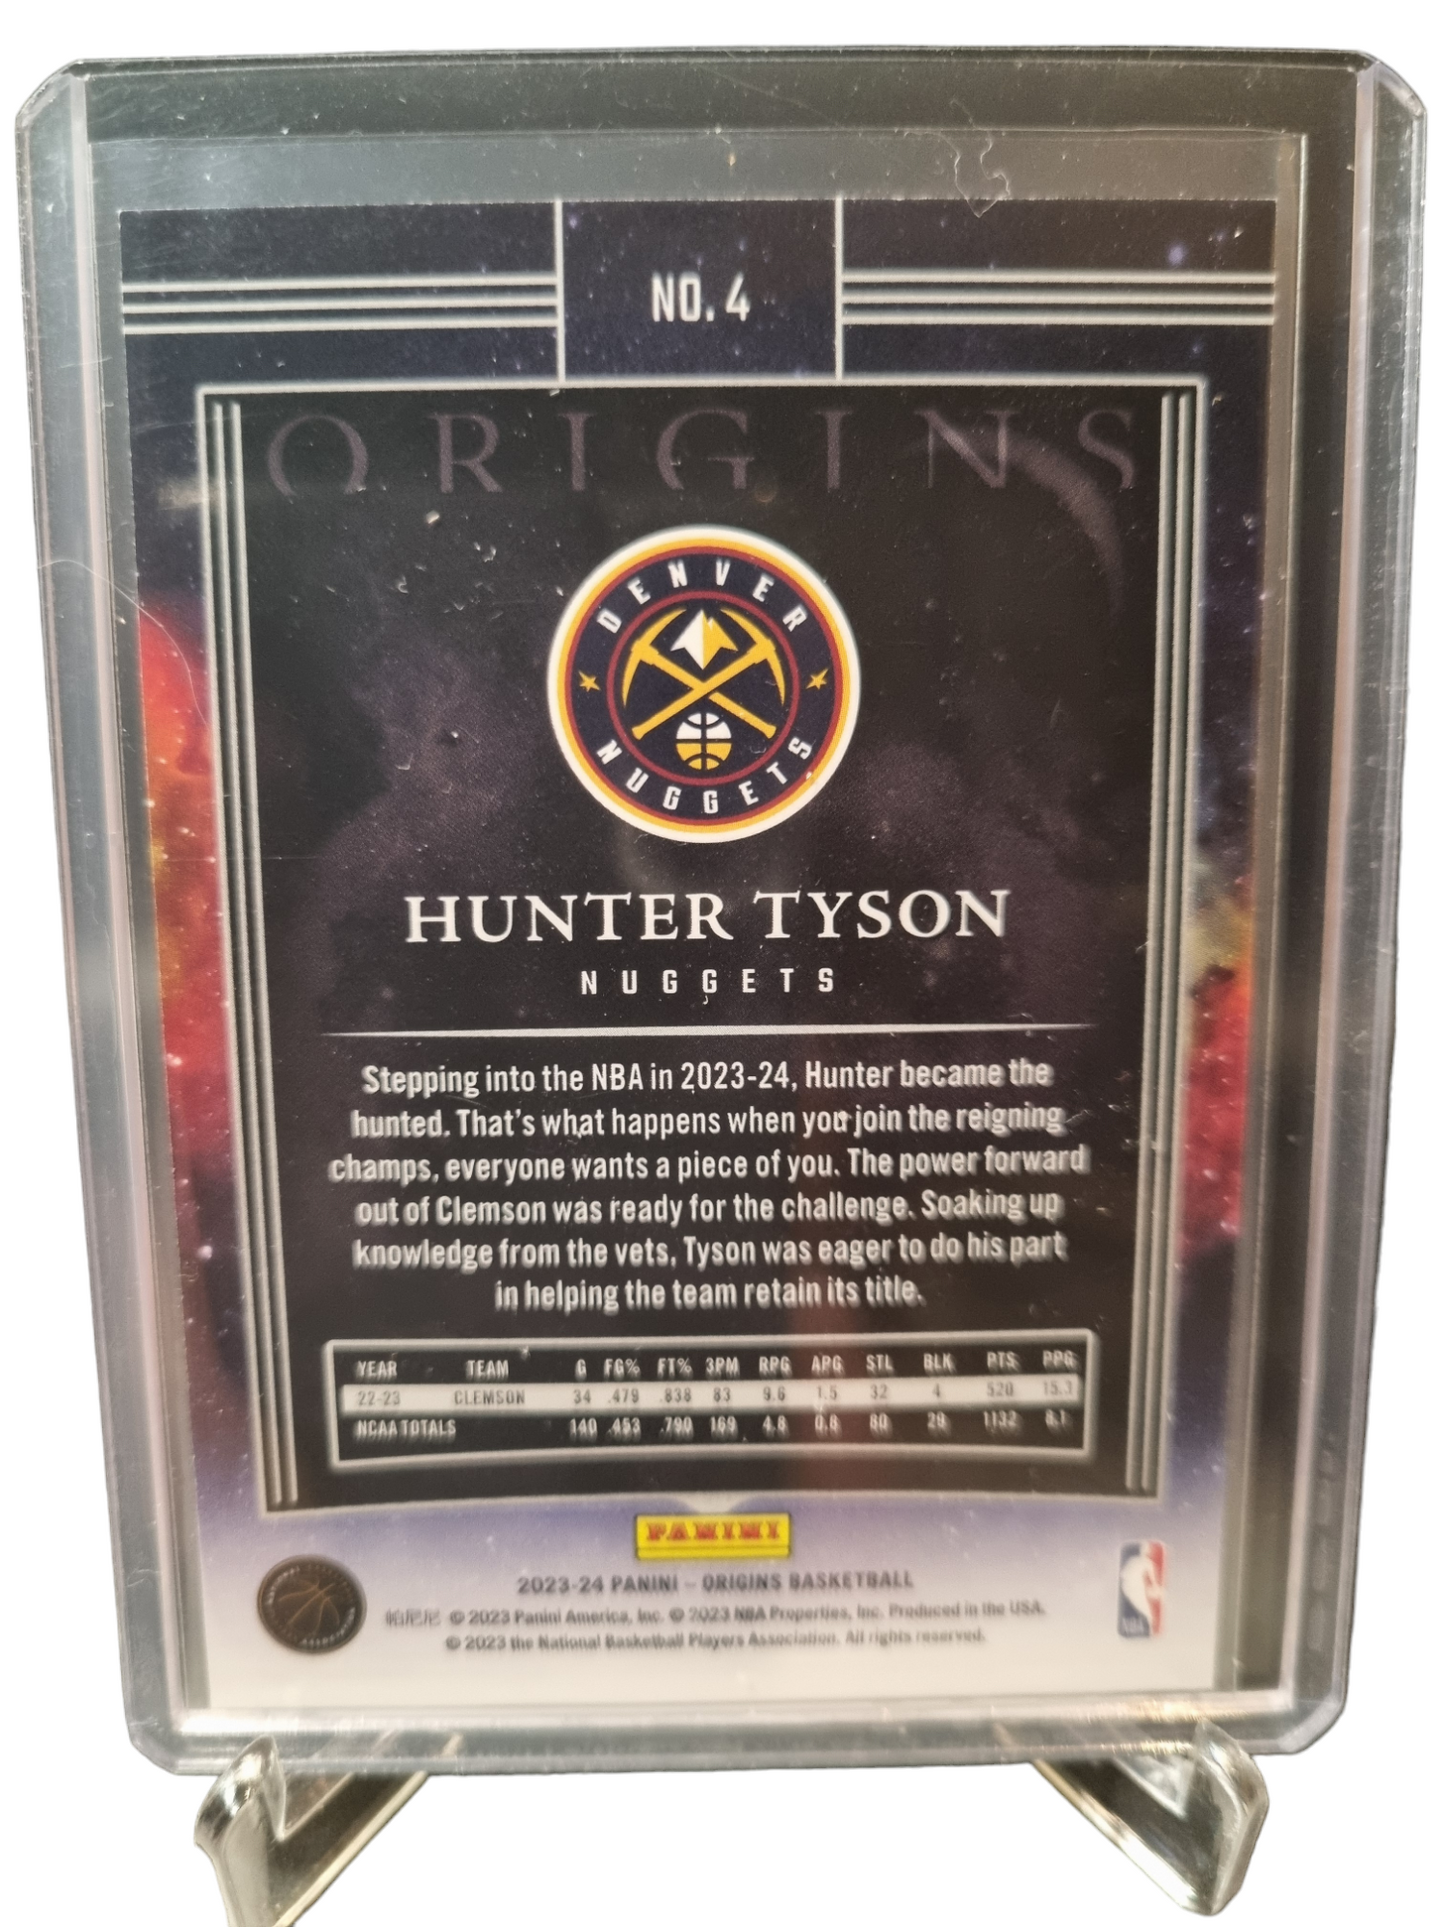 NO. 4
ORIGINS
DENVER
NUGGETS
HUNTER TYSON
NUGGETS
Stepping into the NBA in 2023-24, Hunter became the
hunted. That's what happens when you join the reigning
champs, everyone wants a piece of you. The power forward
out of Clemson was ready for the challenge. Soaking up
knowledge from the vets, Tyson was eager to do his part
in helping the team retain its title.
YEAR TEAM G FG% FT% 3PM RPG APG STL BLK PTS PPG
22-23 CLEMSON 34 .479 .838 83 9.6 1.5 32 4 520 15.3
NCAA TOTALS 140 .453 .790 169 4.8 0.8 80 29 1132 8.1
PANINI
2023-24 PANINI – ORIGINS BASKETBALL
© 2023 Panini America, Inc. © 2023 NBA Properties, Inc. Produced in the USA.
© 2023 the National Basketball Players Association. All rights reserved.
NBA